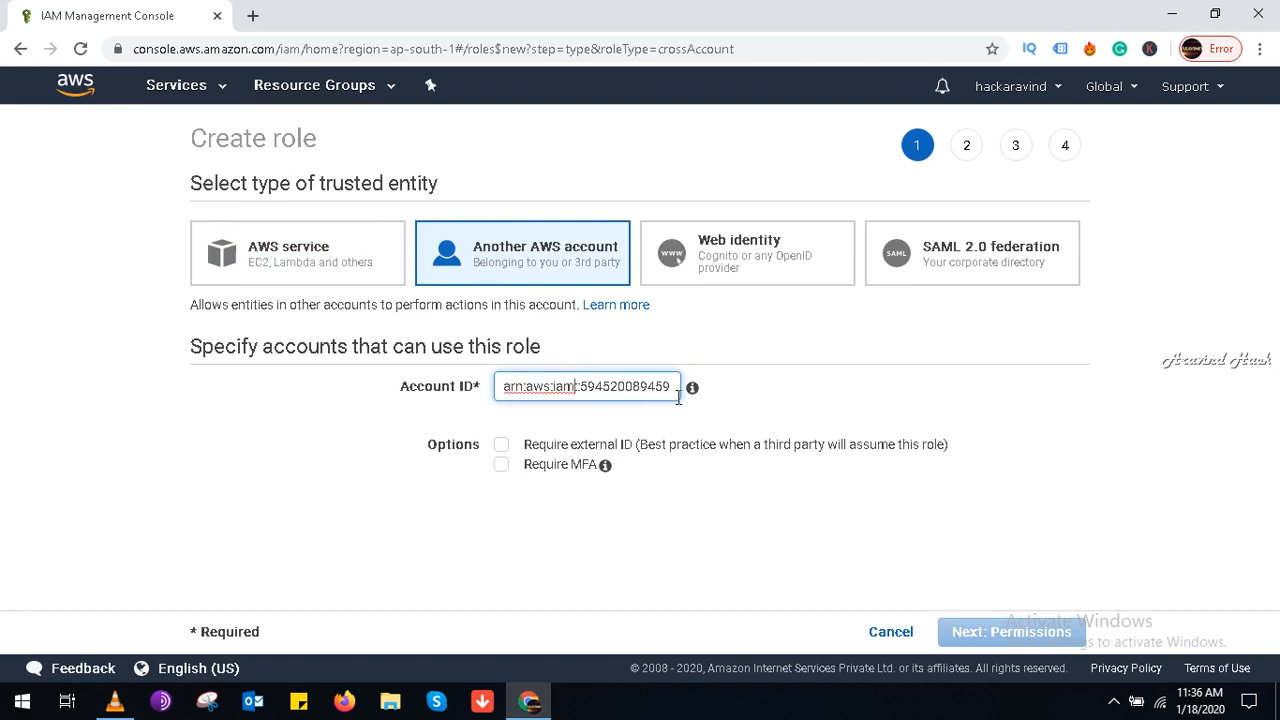 IAM Management Console
console.aws.amazon.com/iam/home?region=ap-south-1#/roles$new?step=type&roleType=crossAccount
IQ
K
Error
aws
Services
Resource Groups
hackaravind
Global
Support
Create role
1
2
3
4
Select type of trusted entity
AWS service
EC2, Lambda and others
Another AWS account
Belonging to you or 3rd party
www
Web identity
Cognito or any OpenID
provider
SAML
SAML 2.0 federation
Your corporate directory
Allows entities in other accounts to perform actions in this account. Learn more
Specify accounts that can use this role
Aravind Hack
Account ID*
arn:aws:iam::594520089459
Options
Require external ID (Best practice when a third party will assume this role)
Require MFA
* Required
Cancel
Next: Permissions
Activate Windows
gs to activate Windows.
Feedback
English (US)
© 2008 - 2020, Amazon Internet Services Private Ltd. or its affiliates. All rights reserved.
Privacy Policy
Terms of Use
11:36 AM
1/18/2020